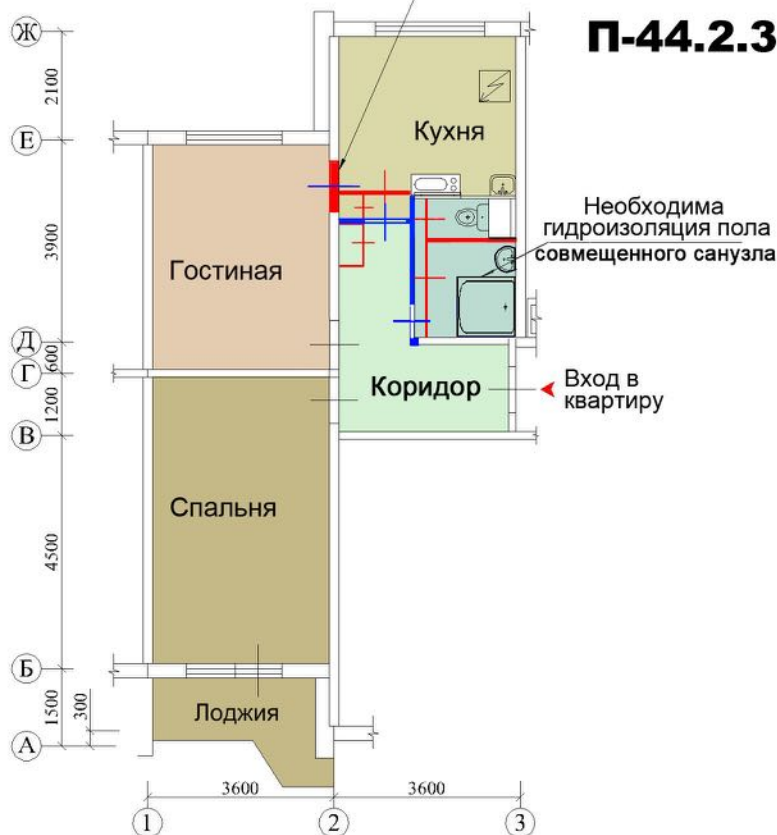 П-44.2.3
Ж
2100
Е
Кухня
3900
Необходима
гидроизоляция пола
совмещенного санузла
Гостиная
Д
600
Г
Коридор
Вход в
квартиру
1200
В
Спальня
4500
Б
1500
300
Лоджия
А
3600
3600
1
2
3